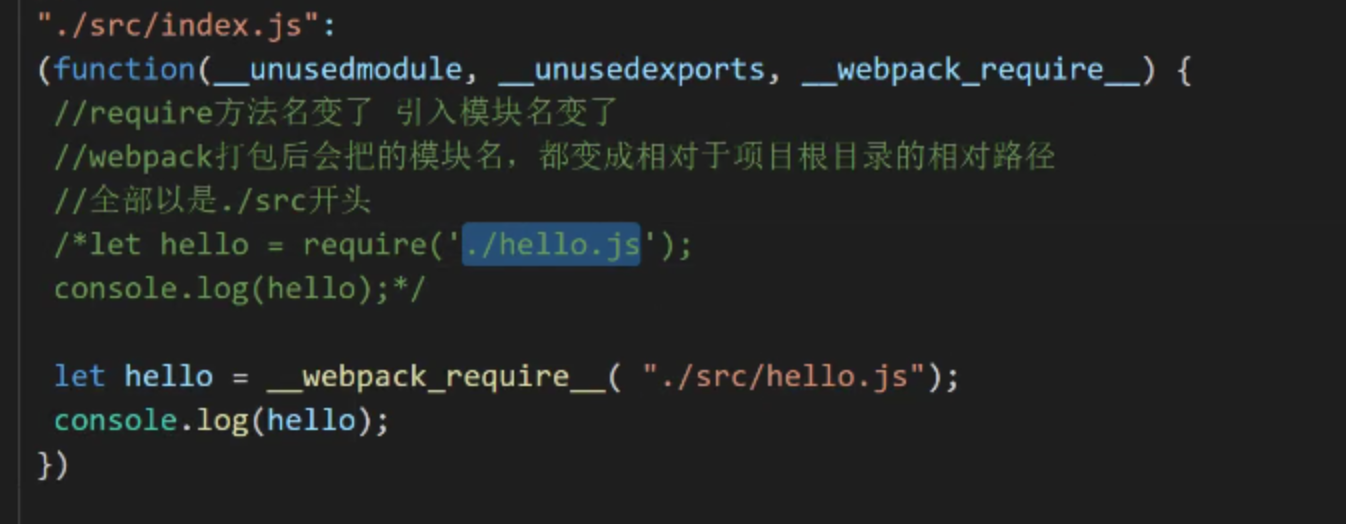 "./src/index.js":
(function(__unusedmodule, __unusedexports, __webpack_require__) {
//require方法名变了 引入模块名变了
//webpack打包后会把的模块名，都变成相对于项目根目录的相对路径
//全部以是./src开头
/*let hello = require('./hello.js');
console.log(hello);*/
let hello = __webpack_require__( "./src/hello.js");
console.log(hello);
})